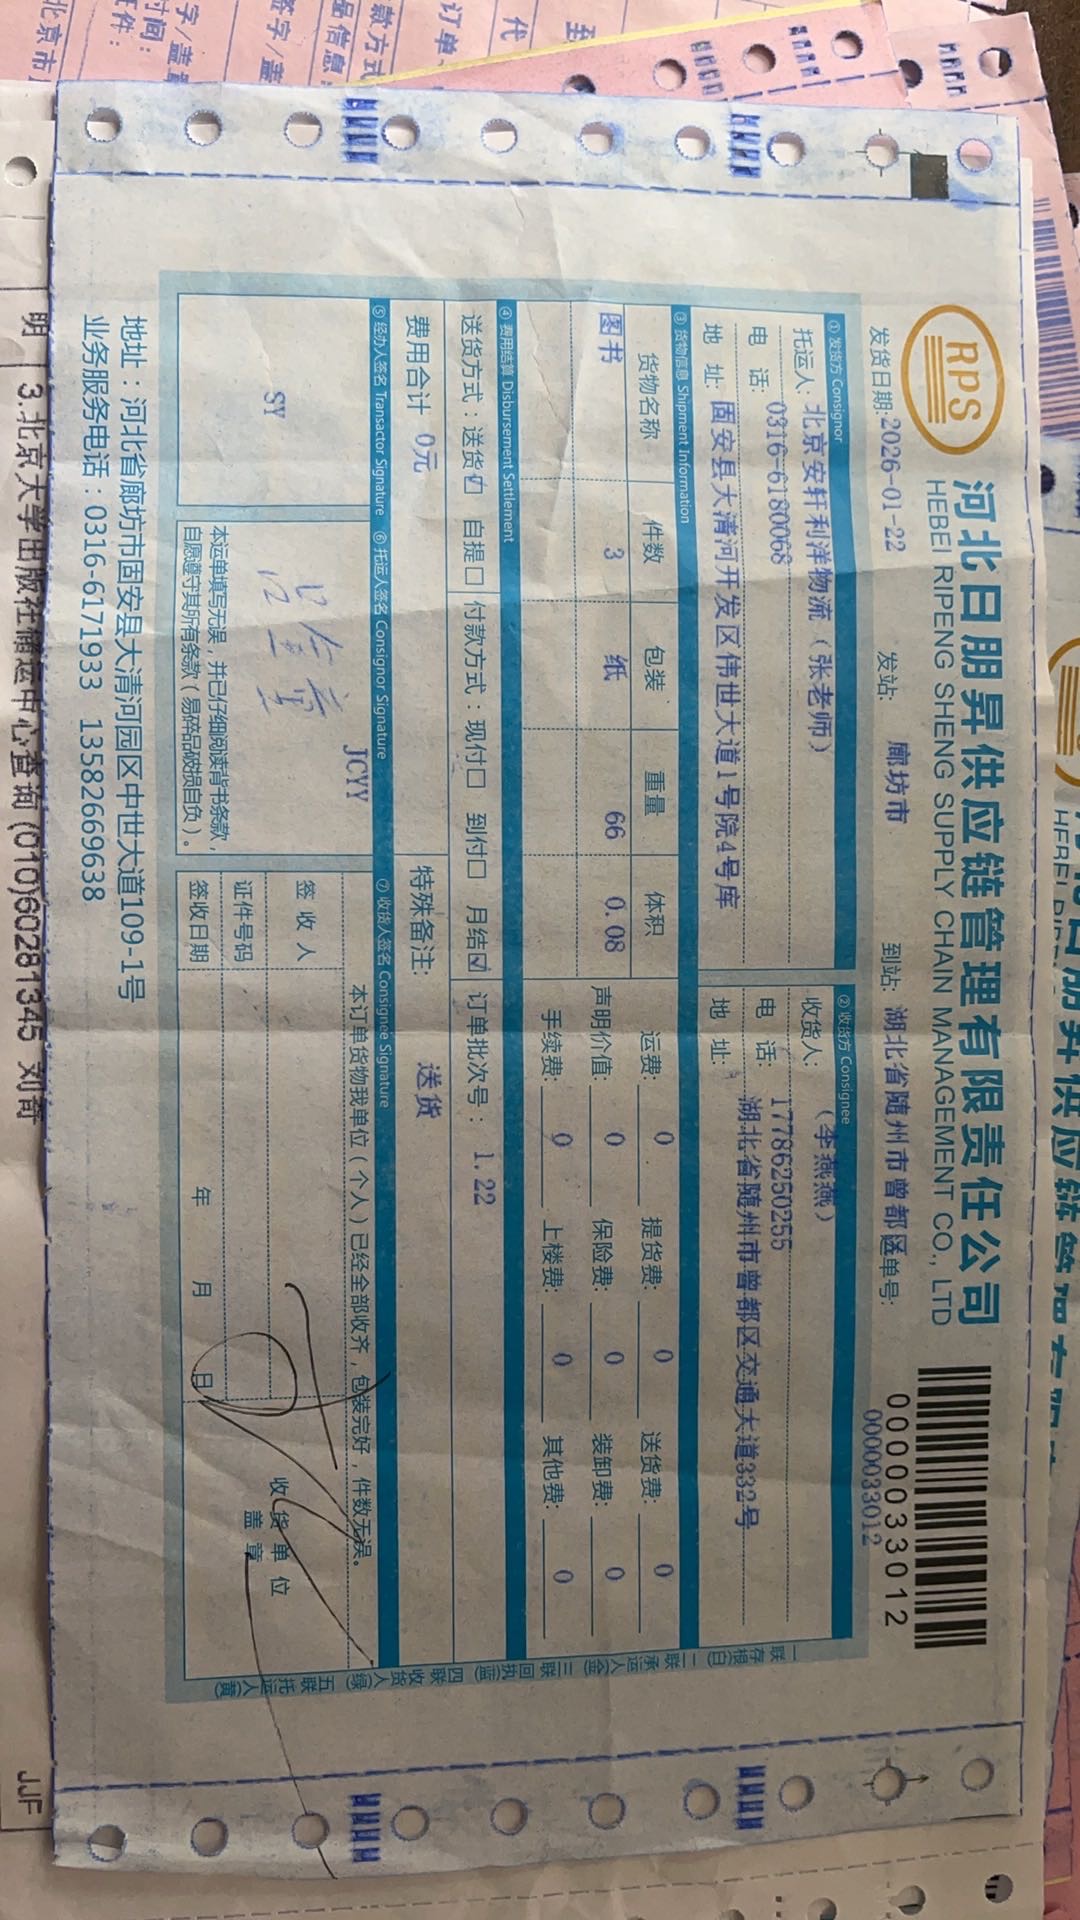 RPS
河北日朋昇供应链管理有限责任公司
HEBEI RIPENG SHENG SUPPLY CHAIN MANAGEMENT CO., LTD
000000033012
0000033012
发货日期:2026-01-22 发站: 廊坊市 到站: 湖北省随州市曾都区 单号:
① 发货方 Consignor
托运人: 北京安轩利洋物流（张老师）
电 话: 0316-6180068
地 址: 固安县大清河开发区伟世大道1号院4号库
② 收货方 Consignee
收货人: （李燕燕）
电 话: 17786250255
地 址: 湖北省随州市曾都区交通大道332号
③ 货物信息 Shipment Information
货物名称 件数 包装 重量 体积
图书 3 纸 66 0.08
运费: 0 提货费: 0 送货费: 0
声明价值: 0 保险费: 0 装卸费: 0
手续费: 0 上楼费: 0 其他费: 0
④ 费用结算 Disbursement Settlement
送货方式：送货☑ 自提☐ 付款方式：现付☐ 到付☐ 月结☑ 订单批次号：1.22
费用合计 0元 特殊备注: 送货
⑤ 经办人签名 Transactor Signature
SY
⑥ 托运人签名 Consignor Signature
JCYY
本运单填写无误，并已仔细阅读背书条款，
自愿遵守其所有条款（易碎品破损自负）。
⑦ 收货人签名 Consignee Signature
本订单货物我单位（个人）已经全部收齐，包装完好，件数无误。
签 收 人
证件号码
签收日期 年 月 日
收 货 单 位
盖 章
一联存根(白) 二联承运人(金) 三联回执(蓝) 四联收货人(绿) 五联托运人(黄)
地址：河北省廊坊市固安县大清河园区中世大道109-1号
业务服务电话：0316-6171933 13582669638
明 3.北京大学出版社储运中心查询 (010)60281345 刘奇
JJF